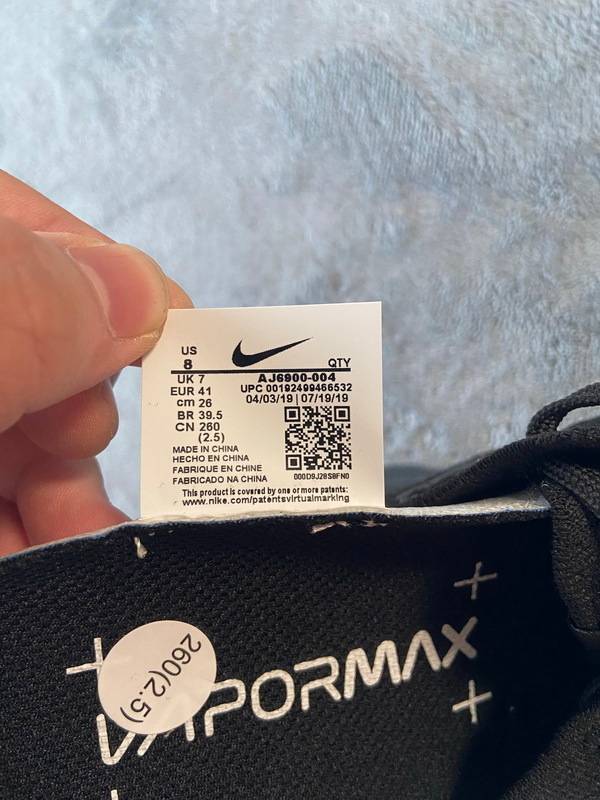 US
8
QTY
UK 7
AJ6900-004
EUR 41
UPC 00192499466532
cm 26
04/03/19 | 07/19/19
BR 39.5
CN 260
(2.5)
MADE IN CHINA
HECHO EN CHINA
FABRIQUE EN CHINE
FABRICADO NA CHINA
000D9J28S8FN0
This product is covered by one or more patents:
www.nike.com/patentsvirtualmarking
260(2.5)
VAPORMAX